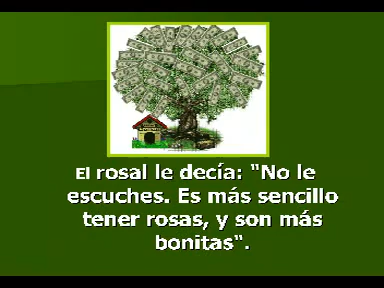 El rosal le decía: "No le
escuches. Es más sencillo
tener rosas, y son más
bonitas".